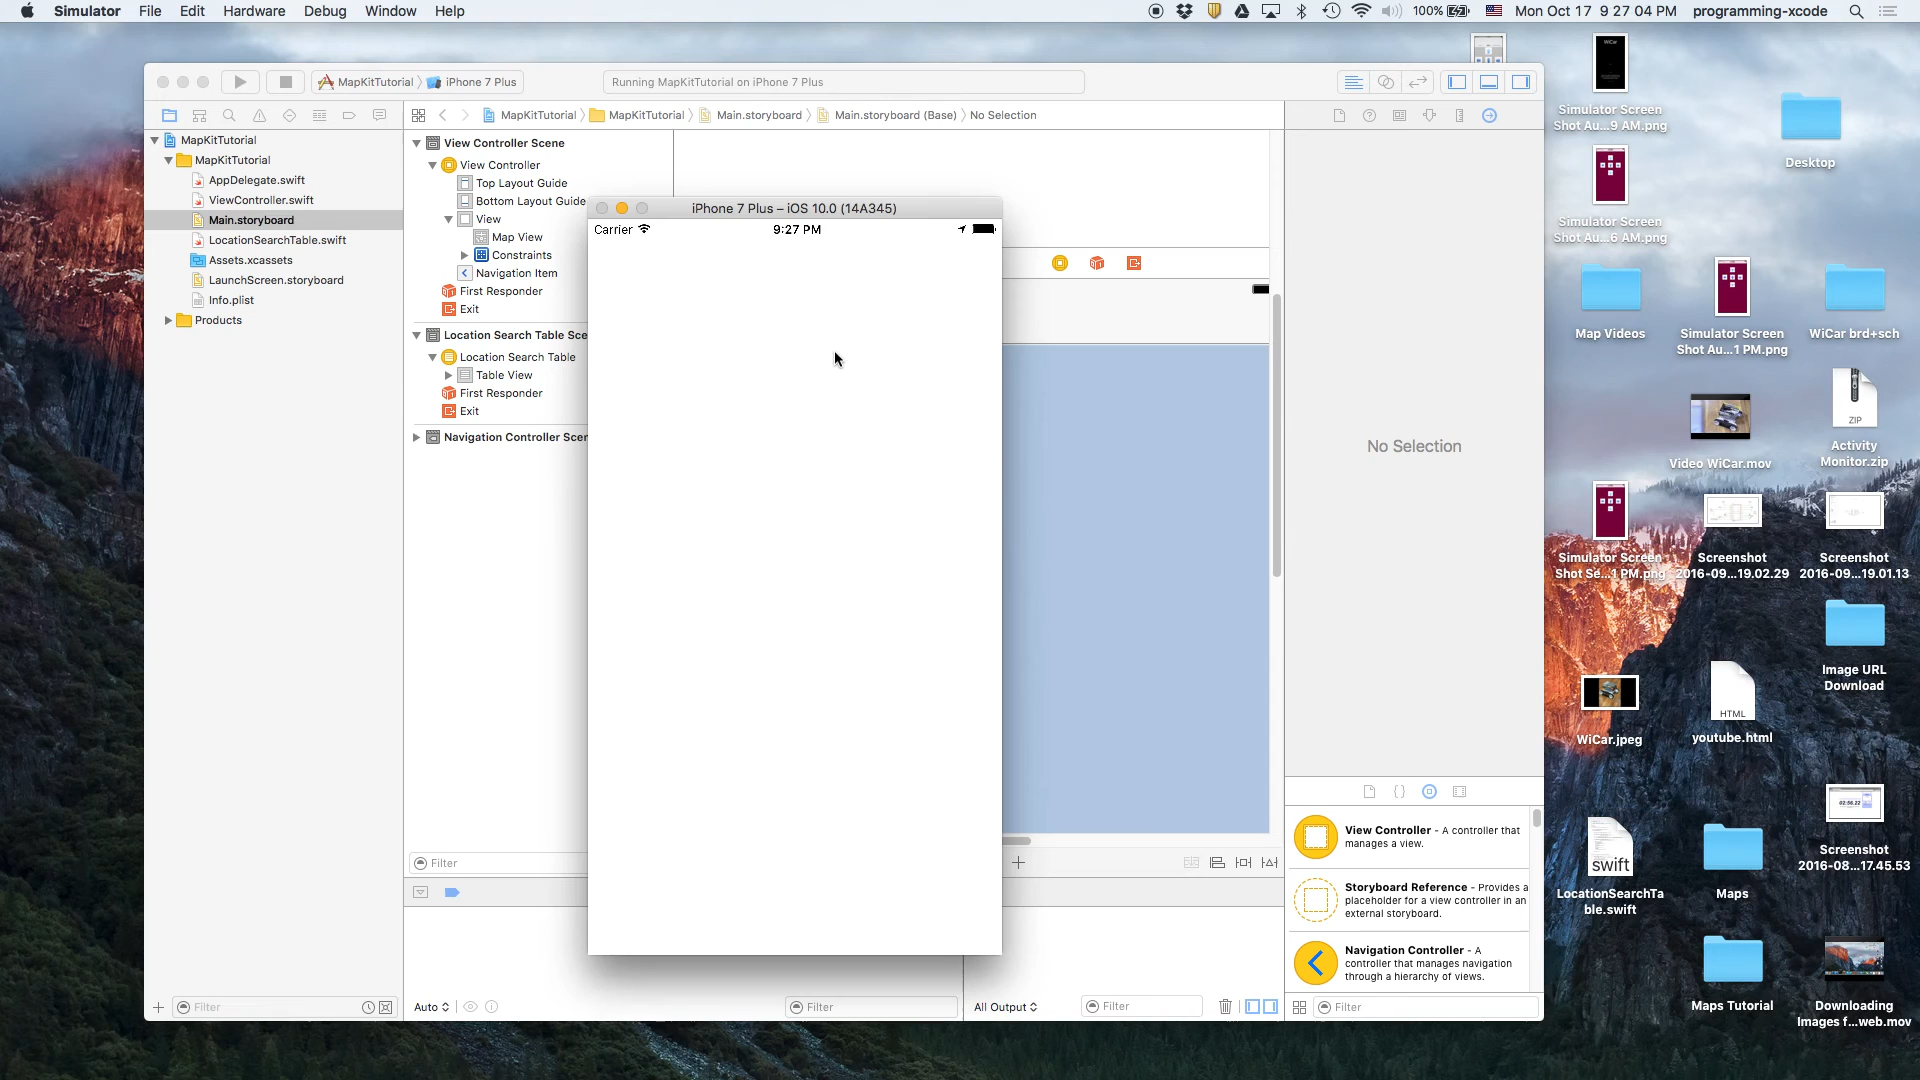 Simulator File Edit Hardware Debug Window Help
100% Mon Oct 17 9 27 04 PM programming-xcode
MapKitTutorial iPhone 7 Plus
Running MapKitTutorial on iPhone 7 Plus
MapKitTutorial MapKitTutorial Main.storyboard Main.storyboard (Base) No Selection
MapKitTutorial
MapKitTutorial
AppDelegate.swift
ViewController.swift
Main.storyboard
LocationSearchTable.swift
Assets.xcassets
LaunchScreen.storyboard
Info.plist
Products
Filter
View Controller Scene
View Controller
Top Layout Guide
Bottom Layout Guide
View
Map View
Constraints
Navigation Item
First Responder
Exit
Location Search Table Sce
Location Search Table
Table View
First Responder
Exit
Navigation Controller Scen
Filter
iPhone 7 Plus – iOS 10.0 (14A345)
Carrier 9:27 PM
Auto
Filter
All Output
Filter
No Selection
View Controller - A controller that
manages a view.
Storyboard Reference - Provides a
placeholder for a view controller in an
external storyboard.
Navigation Controller - A
controller that manages navigation
through a hierarchy of views.
Filter
WiCar
Simulator Screen
Shot Au...9 AM.png
Desktop
Simulator Screen
Shot Au...6 AM.png
Map Videos
Simulator Screen
Shot Au...1 PM.png
WiCar brd+sch
Video WiCar.mov
ZIP
Activity
Monitor.zip
Simulator Screen
Shot Se...1 PM.png
Screenshot
2016-09...19.02.29
Screenshot
2016-09...19.01.13
Image URL
Download
WiCar.jpeg
HTML
youtube.html
02:56.22
Screenshot
2016-08...17.45.53
swift
LocationSearchTa
ble.swift
Maps
Maps Tutorial
Downloading
Images f...web.mov